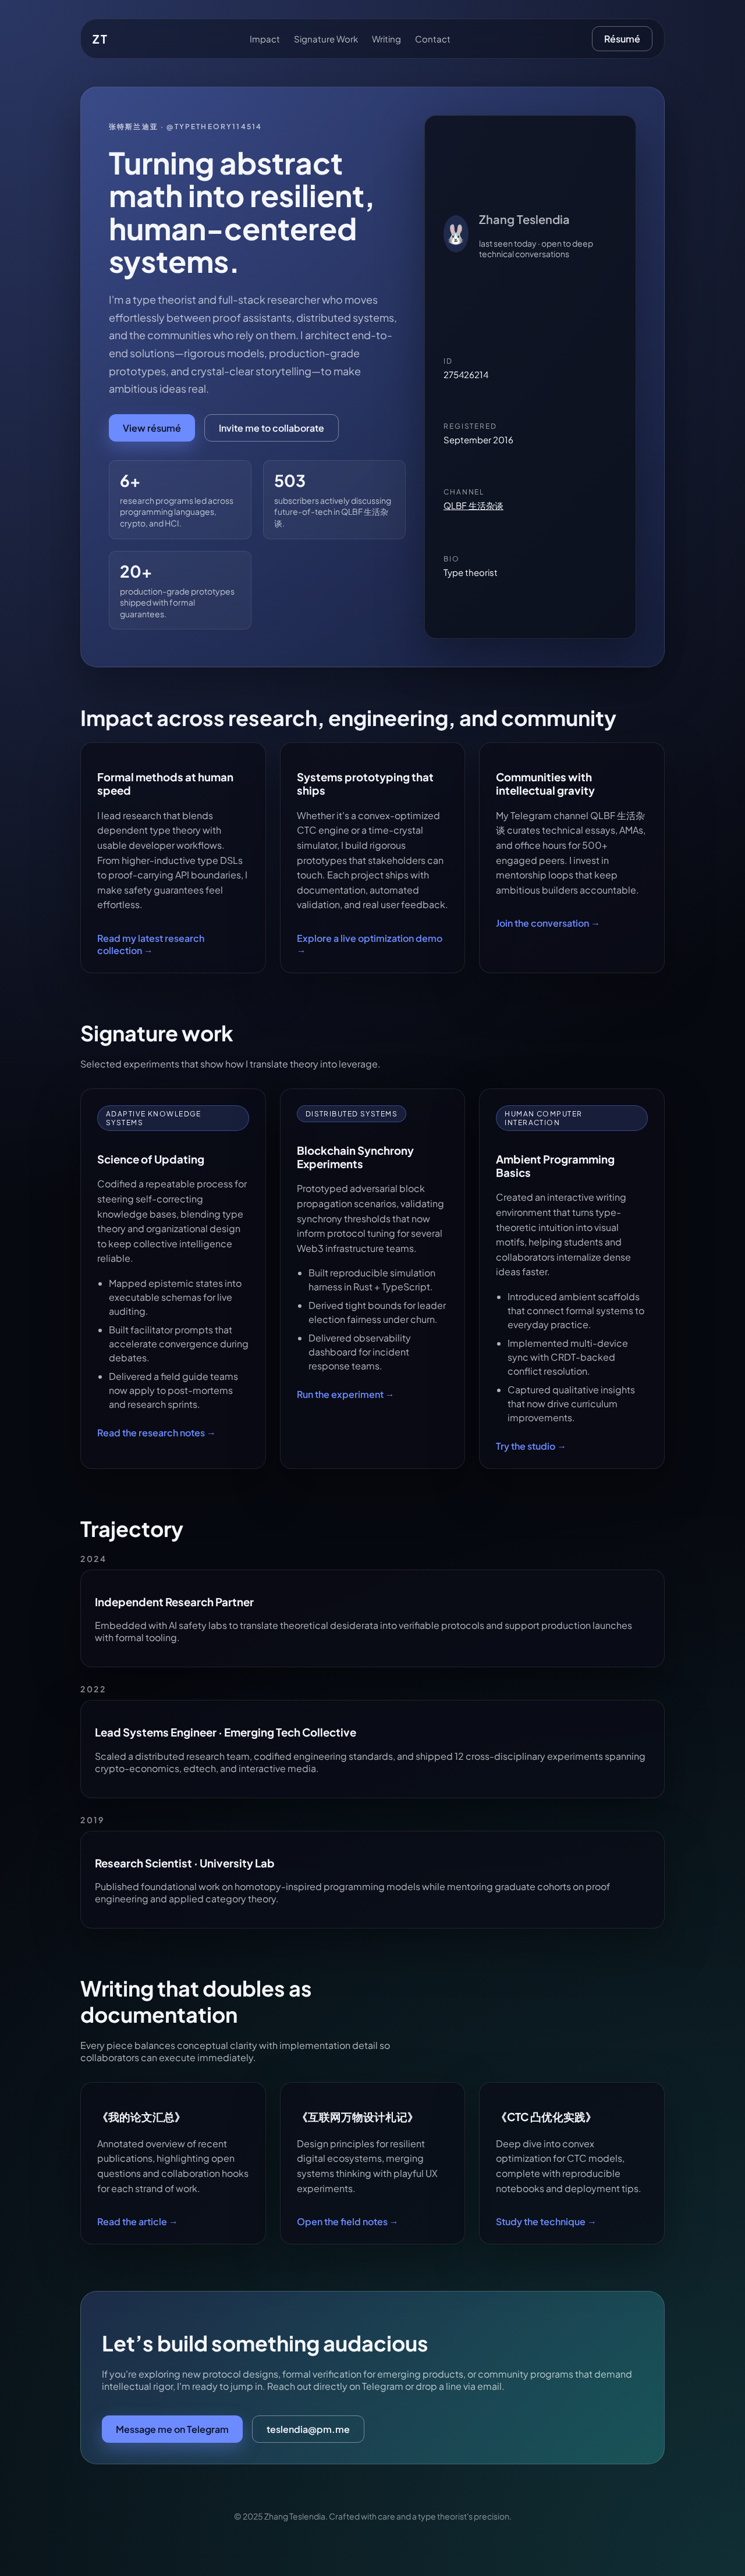 ZT
Impact
Signature Work
Writing
Contact
Résumé
张特斯兰迪亚 · @TYPETHEORY114514
Turning abstract
math into resilient,
human-centered
systems.
I'm a type theorist and full-stack researcher who moves
effortlessly between proof assistants, distributed systems,
and the communities who rely on them. I architect end-to-
end solutions—rigorous models, production-grade
prototypes, and crystal-clear storytelling—to make
ambitious ideas real.
View résumé
Invite me to collaborate
6+
research programs led across
programming languages,
crypto, and HCI.
503
subscribers actively discussing
future-of-tech in QLBF 生活杂
谈.
20+
production-grade prototypes
shipped with formal
guarantees.
Zhang Teslendia
last seen today · open to deep
technical conversations
ID
275426214
REGISTERED
September 2016
CHANNEL
QLBF 生活杂谈
BIO
Type theorist
Impact across research, engineering, and community
Formal methods at human
speed
I lead research that blends
dependent type theory with
usable developer workflows.
From higher-inductive type DSLs
to proof-carrying API boundaries, I
make safety guarantees feel
effortless.
Read my latest research
collection →
Systems prototyping that
ships
Whether it's a convex-optimized
CTC engine or a time-crystal
simulator, I build rigorous
prototypes that stakeholders can
touch. Each project ships with
documentation, automated
validation, and real user feedback.
Explore a live optimization demo
→
Communities with
intellectual gravity
My Telegram channel QLBF 生活杂
谈 curates technical essays, AMAs,
and office hours for 500+
engaged peers. I invest in
mentorship loops that keep
ambitious builders accountable.
Join the conversation →
Signature work
Selected experiments that show how I translate theory into leverage.
ADAPTIVE KNOWLEDGE
SYSTEMS
Science of Updating
Codified a repeatable process for
steering self-correcting
knowledge bases, blending type
theory and organizational design
to keep collective intelligence
reliable.
Mapped epistemic states into
executable schemas for live
auditing.
Built facilitator prompts that
accelerate convergence during
debates.
Delivered a field guide teams
now apply to post-mortems
and research sprints.
Read the research notes →
DISTRIBUTED SYSTEMS
Blockchain Synchrony
Experiments
Prototyped adversarial block
propagation scenarios, validating
synchrony thresholds that now
inform protocol tuning for several
Web3 infrastructure teams.
Built reproducible simulation
harness in Rust + TypeScript.
Derived tight bounds for leader
election fairness under churn.
Delivered observability
dashboard for incident
response teams.
Run the experiment →
HUMAN COMPUTER
INTERACTION
Ambient Programming
Basics
Created an interactive writing
environment that turns type-
theoretic intuition into visual
motifs, helping students and
collaborators internalize dense
ideas faster.
Introduced ambient scaffolds
that connect formal systems to
everyday practice.
Implemented multi-device
sync with CRDT-backed
conflict resolution.
Captured qualitative insights
that now drive curriculum
improvements.
Try the studio →
Trajectory
2024
Independent Research Partner
Embedded with AI safety labs to translate theoretical desiderata into verifiable protocols and support production launches
with formal tooling.
2022
Lead Systems Engineer · Emerging Tech Collective
Scaled a distributed research team, codified engineering standards, and shipped 12 cross-disciplinary experiments spanning
crypto-economics, edtech, and interactive media.
2019
Research Scientist · University Lab
Published foundational work on homotopy-inspired programming models while mentoring graduate cohorts on proof
engineering and applied category theory.
Writing that doubles as
documentation
Every piece balances conceptual clarity with implementation detail so
collaborators can execute immediately.
《我的论文汇总》
Annotated overview of recent
publications, highlighting open
questions and collaboration hooks
for each strand of work.
Read the article →
《互联网万物设计札记》
Design principles for resilient
digital ecosystems, merging
systems thinking with playful UX
experiments.
Open the field notes →
《CTC 凸优化实践》
Deep dive into convex
optimization for CTC models,
complete with reproducible
notebooks and deployment tips.
Study the technique →
Let’s build something audacious
If you're exploring new protocol designs, formal verification for emerging products, or community programs that demand
intellectual rigor, I'm ready to jump in. Reach out directly on Telegram or drop a line via email.
Message me on Telegram
teslendia@pm.me
© 2025 Zhang Teslendia. Crafted with care and a type theorist's precision.